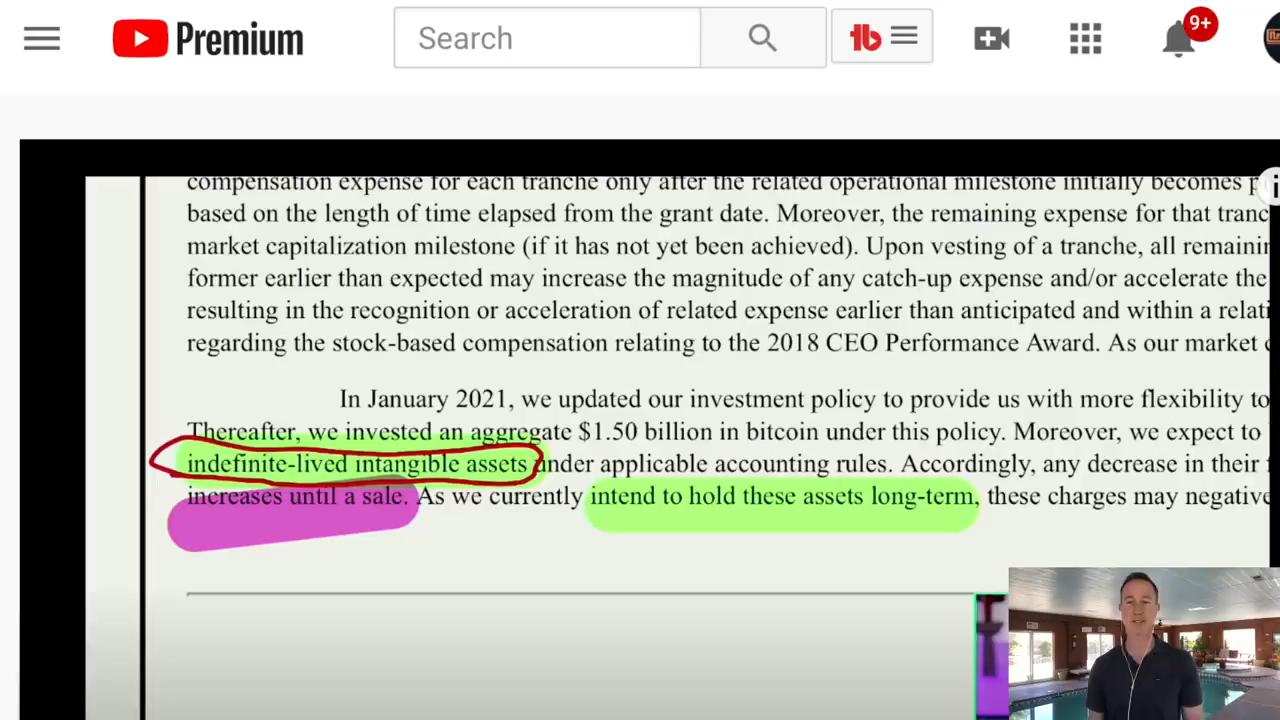 Premium
Search
9+
compensation expense for each tranche only after the related operational milestone initially becomes
based on the length of time elapsed from the grant date. Moreover, the remaining expense for that
market capitalization milestone (if it has not yet been achieved). Upon vesting of a tranche, all
former earlier than expected may increase the magnitude of any catch-up expense and/or accelerate the
resulting in the recognition or acceleration of related expense earlier than anticipated and within a
regarding the stock-based compensation relating to the 2018 CEO Performance Award. As our market
In January 2021, we updated our investment policy to provide us with more flexibility to
Thereafter, we invested an aggregate $1.50 billion in bitcoin under this policy. Moreover, we expect to
indefinite-lived intangible assets under applicable accounting rules. Accordingly, any decrease in their
increases until a sale. As we currently intend to hold these assets long-term, these charges may